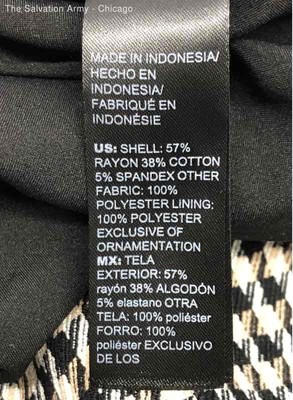 The Salvation Army - Chicago
MADE IN INDONESIA/
HECHO EN
INDONESIA/
FABRIQUÉ EN
INDONÉSIE
US: SHELL: 57%
RAYON 38% COTTON
5% SPANDEX OTHER
FABRIC: 100%
POLYESTER LINING:
100% POLYESTER
EXCLUSIVE OF
ORNAMENTATION
MX: TELA
EXTERIOR: 57%
rayón 38% ALGODÓN
5% elastano OTRA
TELA: 100% poliéster
FORRO: 100%
poliéster EXCLUSIVO
DE LOS